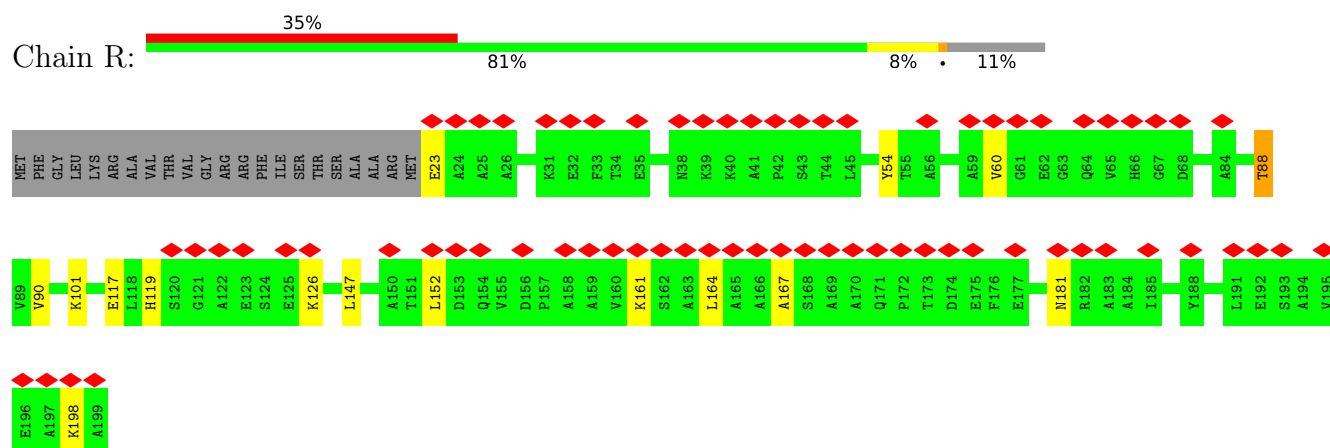 35%
Chain R:
81% 8% • 11%
MET PHE GLY LEU LYS ARG ALA VAL THR VAL GLY ARG ARG PHE ILE SER THR SER ALA ALA ARG MET E23 A24 A25 A26 K31 E32 F33 T34 E35 N38 K39 K40 A41 P42 S43 T44 L45 Y54 T55 A56 A59 V60 G61 E62 G63 Q64 V65 H66 G67 D68 A84 T88
V89 V90 K101 E117 L118 H119 S120 G121 A122 E123 S124 E125 K126 L147 A150 T151 L152 D153 Q154 V155 D156 P157 A158 A159 V160 K161 S162 A163 L164 A165 A166 A167 S168 A169 A170 Q171 P172 T173 D174 E175 F176 E177 N181 R182 A183 A184 I185 Y188 L191 E192 S193 A194 V195
E196 A197 K198 A199